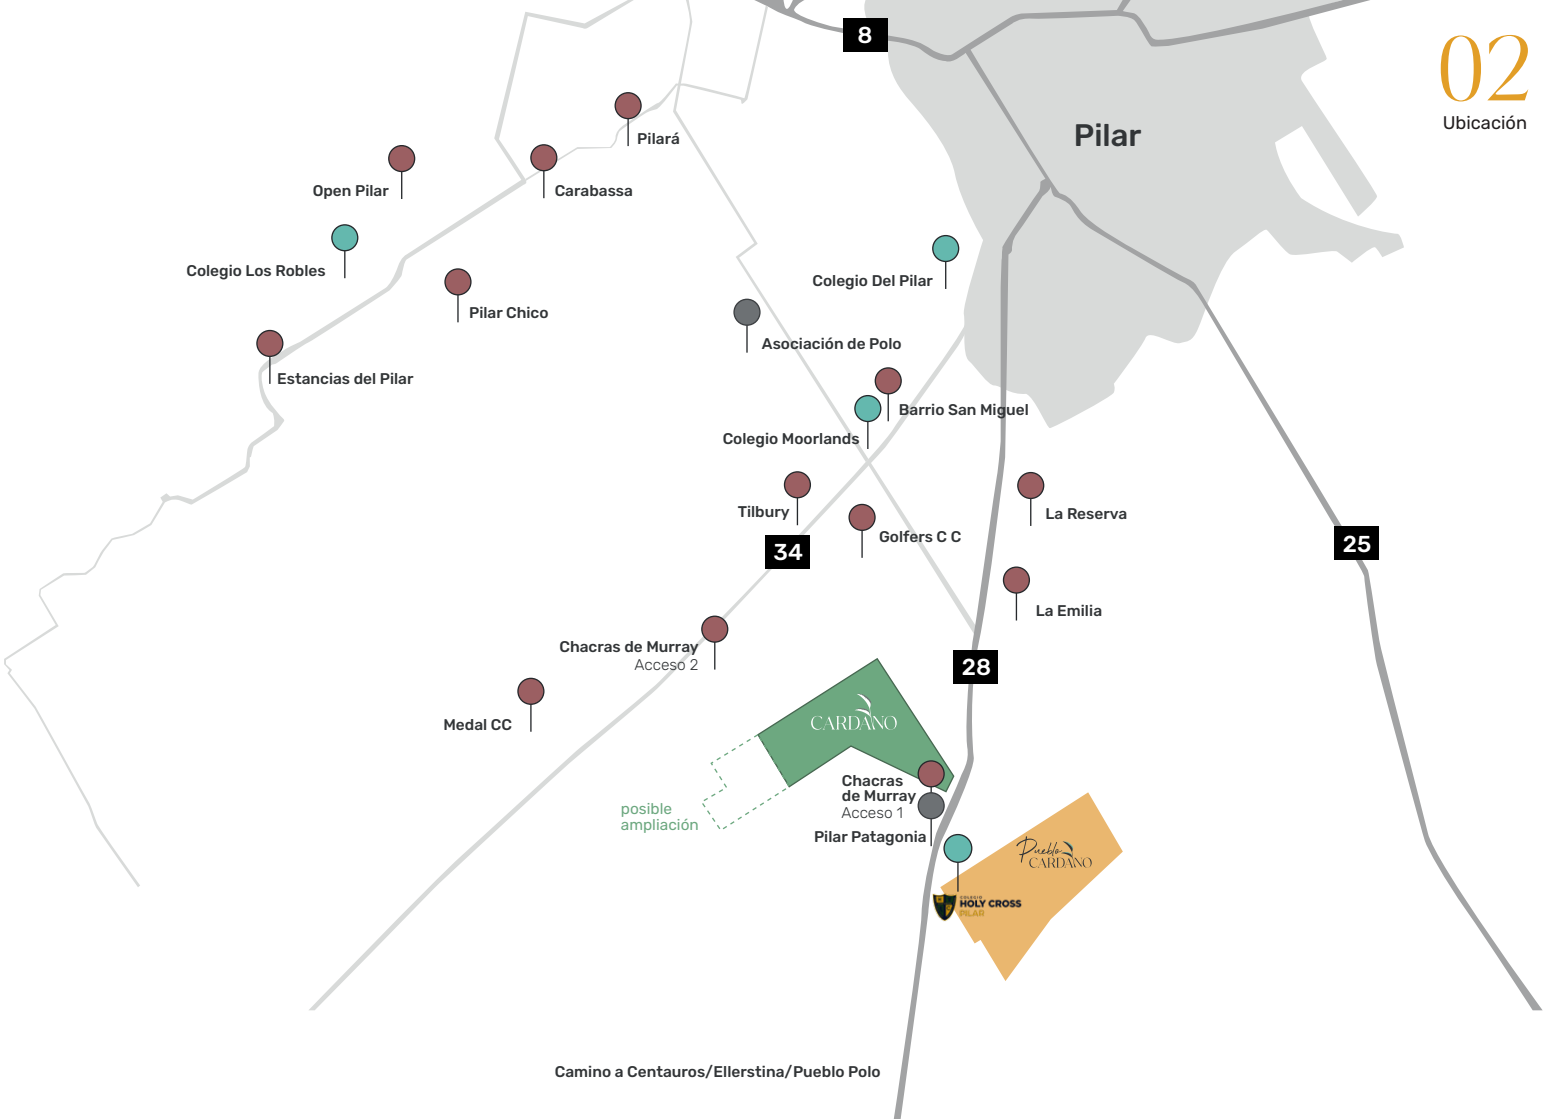 8
02
Ubicación
Pilar
Pilará
Open Pilar
Carabassa
Colegio Los Robles
Colegio Del Pilar
Pilar Chico
Asociación de Polo
Estancias del Pilar
Barrio San Miguel
Colegio Moorlands
Tilbury
La Reserva
Golfers C C
34
25
La Emilia
Chacras de Murray
Acceso 2
28
Medal CC
CARDANO
Chacras
de Murray
Acceso 1
posible
ampliación
Pilar Patagonia
Pueblo
CARDANO
COLEGIO
HOLY CROSS
PILAR
Camino a Centauros/Ellerstina/Pueblo Polo